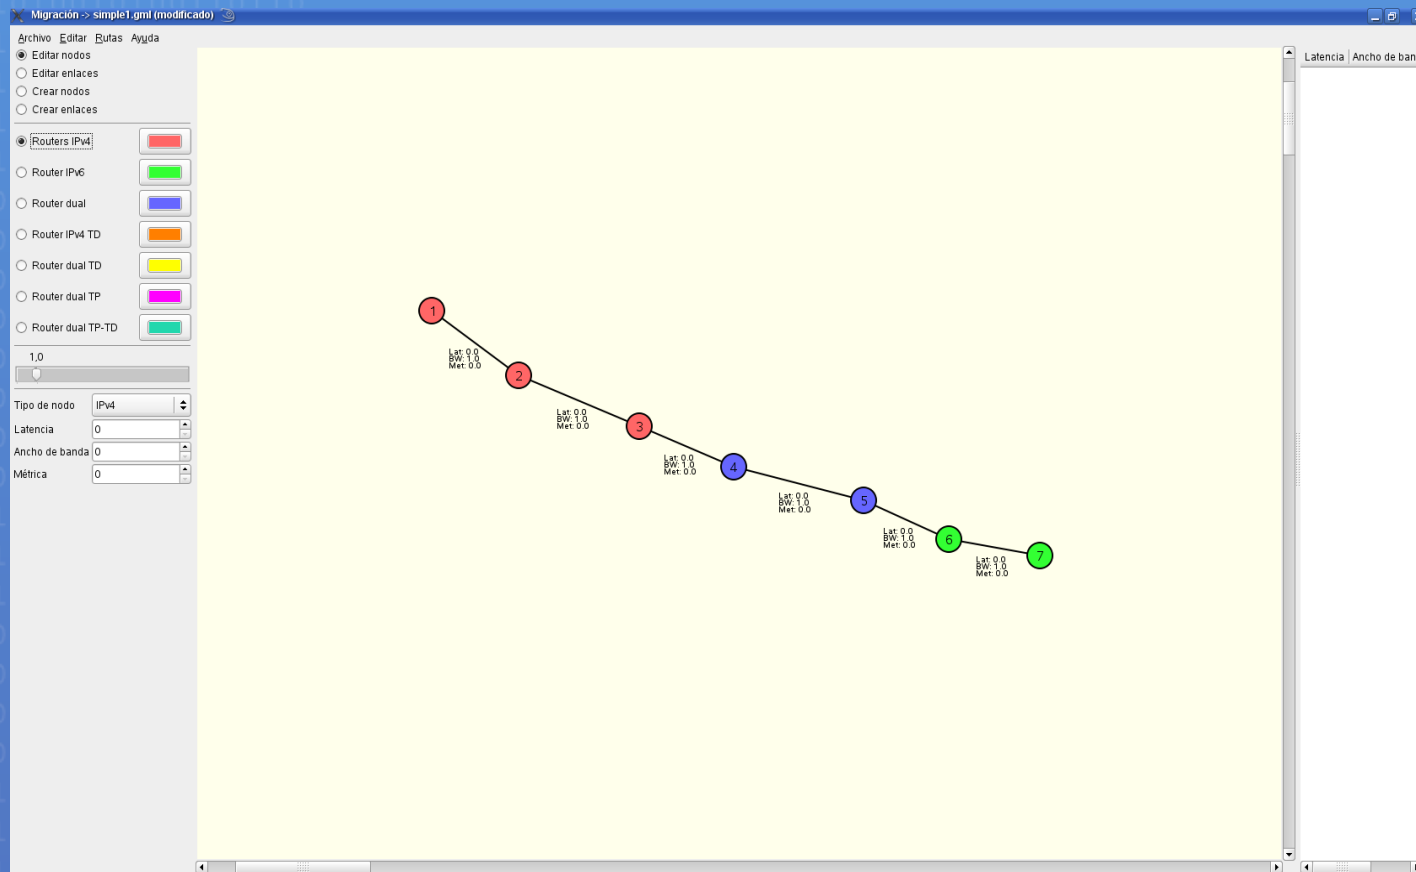 Migración -> simple1.gml (modificado)
Archivo Editar Rutas Ayuda
Editar nodos
Editar enlaces
Crear nodos
Crear enlaces
Routers IPv4
Router IPv6
Router dual
Router IPv4 TD
Router dual TD
Router dual TP
Router dual TP-TD
1,0
Tipo de nodo IPv4
Latencia 0
Ancho de banda 0
Métrica 0
1
Lat: 0.0
BW: 1.0
Met: 0.0
2
Lat: 0.0
BW: 1.0
Met: 0.0
3
Lat: 0.0
BW: 1.0
Met: 0.0
4
Lat: 0.0
BW: 1.0
Met: 0.0
5
Lat: 0.0
BW: 1.0
Met: 0.0
6
Lat: 0.0
BW: 1.0
Met: 0.0
7
Latencia Ancho de ban